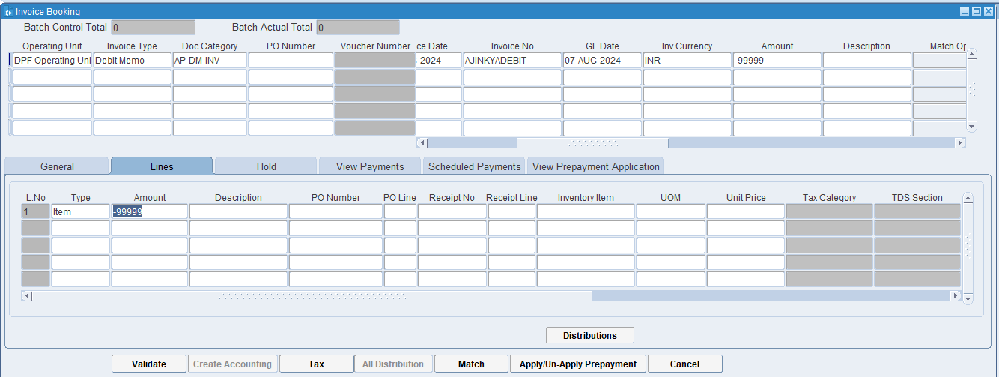 Invoice Booking
Batch Control Total 0 Batch Actual Total 0
Operating Unit Invoice Type Doc Category PO Number Voucher Number ce Date Invoice No GL Date Inv Currency Amount Description Match Op
DPF Operating Uni Debit Memo AP-DM-INV -2024 AJINKYADEBIT 07-AUG-2024 INR -99999
General Lines Hold View Payments Scheduled Payments View Prepayment Application
L.No Type Amount Description PO Number PO Line Receipt No Receipt Line Inventory Item UOM Unit Price Tax Category TDS Section
1 Item -99999
Distributions
Validate Create Accounting Tax All Distribution Match Apply/Un-Apply Prepayment Cancel